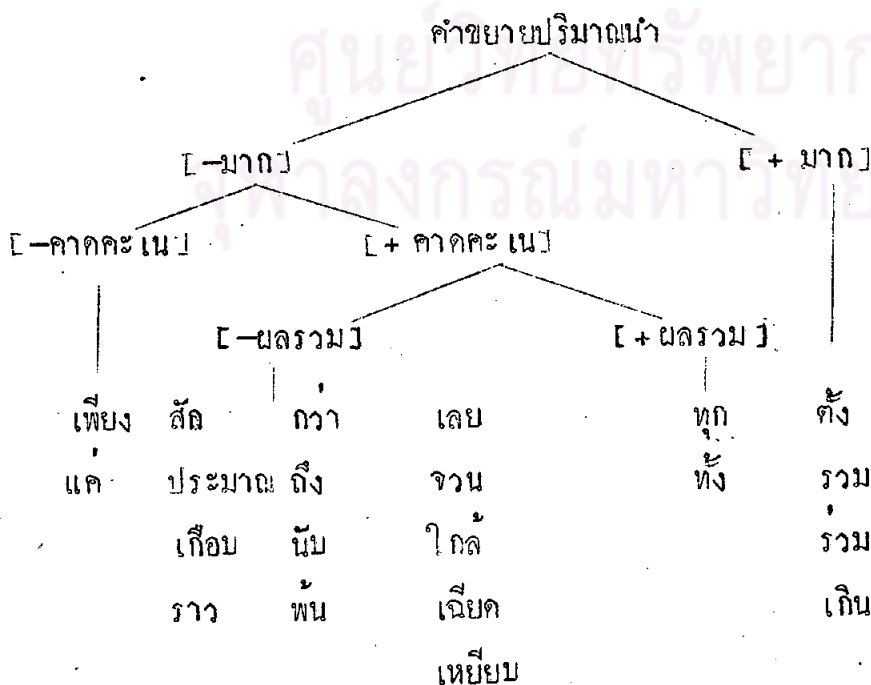 คำขยายปริมาณนำ
[-มาก] [+ มาก]
[-คาดคะเน] [+ คาดคะเน]
[-ผลรวม] [+ ผลรวม]
เพียง สัก กว่า เลย ทุก ตั้ง
แค่ ประมาณ ถึง จวน ทั้ง รวม
เกือบ นับ ใกล้ ร่วม
ราว พ้น เฉียด เกิน
เหยียบ